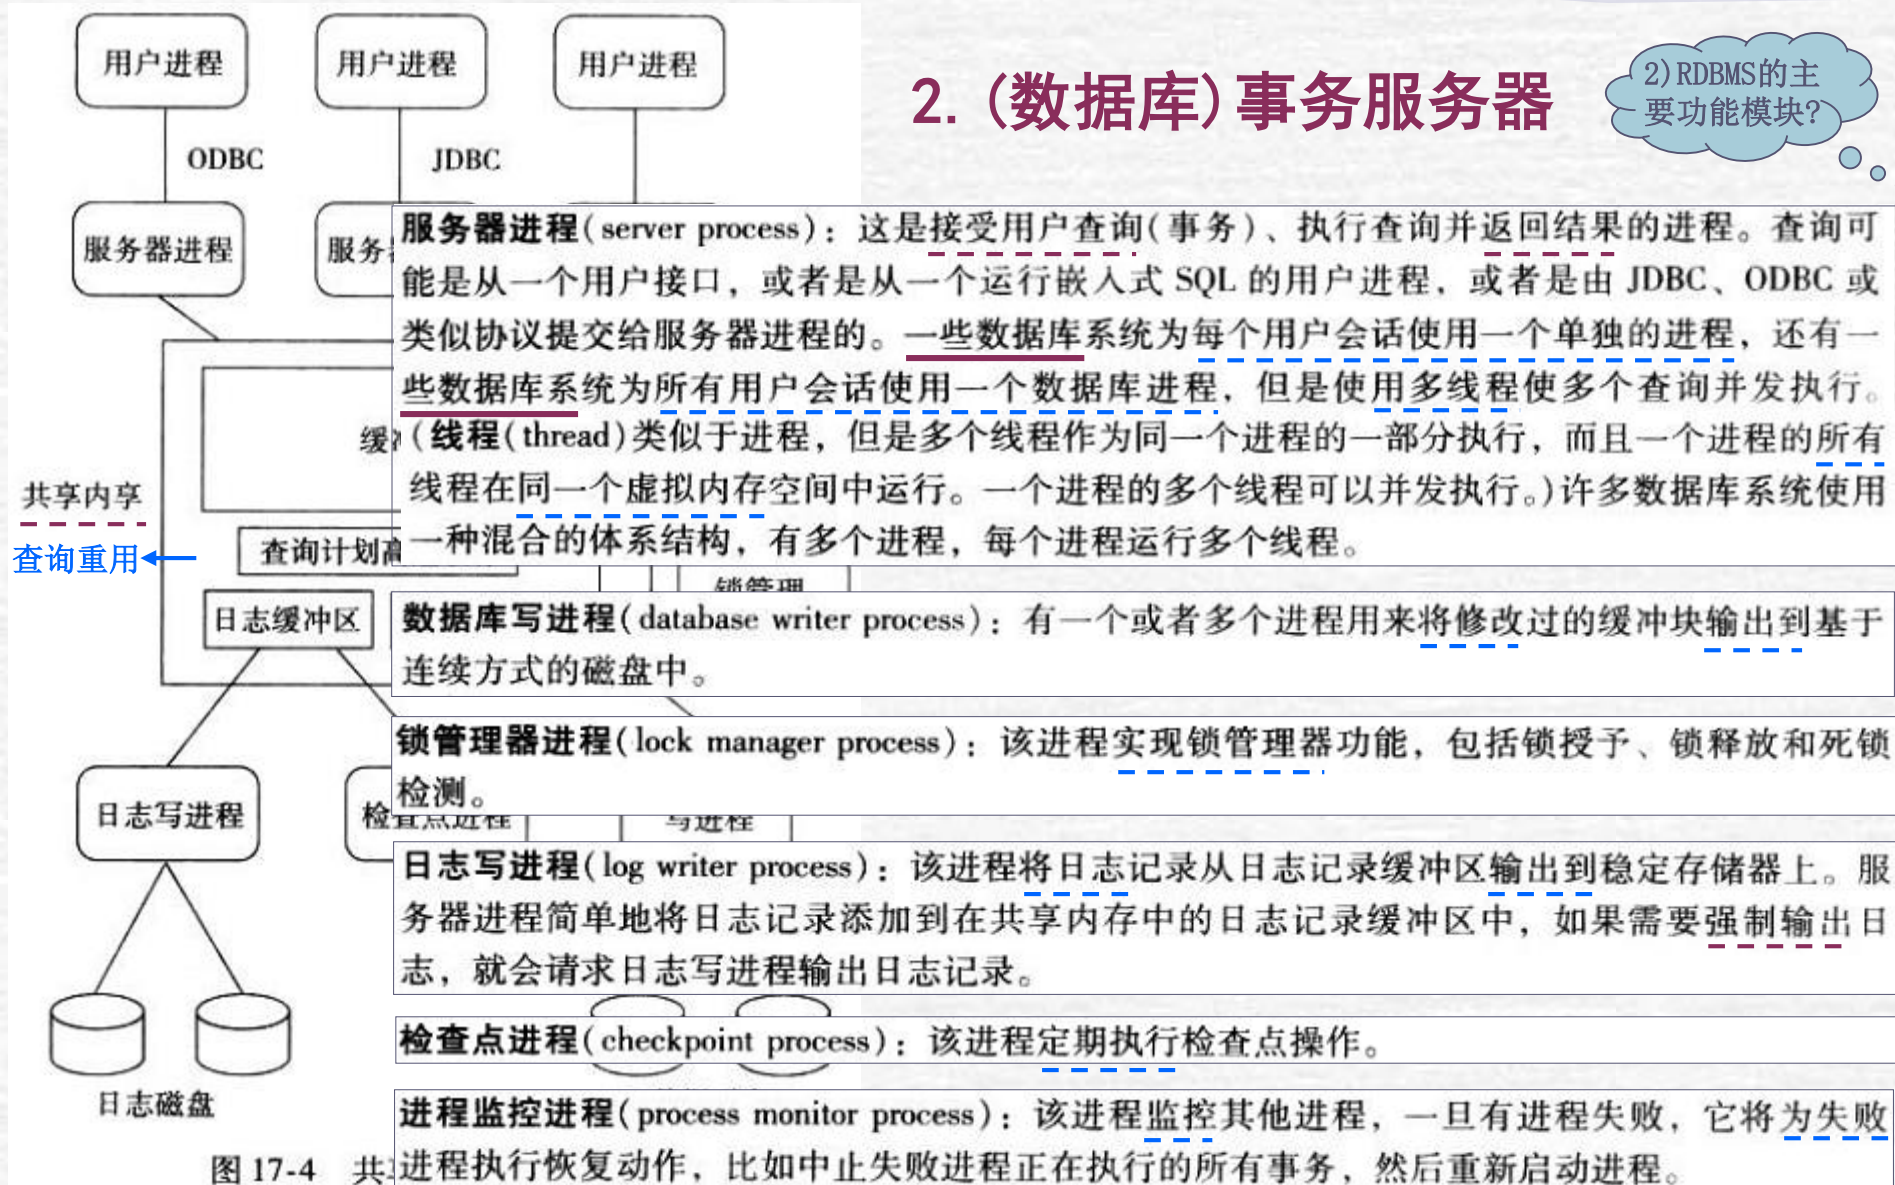 用户进程
用户进程
用户进程
2.(数据库)事务服务器
2)RDBMS的主
要功能模块?
ODBC
JDBC
服务器进程
服务
服务器进程(server process):这是接受用户查询(事务)、执行查询并返回结果的进程。查询可
能是从一个用户接口,或者是从一个运行嵌入式 SQL 的用户进程,或者是由 JDBC、ODBC 或
类似协议提交给服务器进程的。一些数据库系统为每个用户会话使用一个单独的进程,还有一
些数据库系统为所有用户会话使用一个数据库进程,但是使用多线程使多个查询并发执行。
(线程(thread)类似于进程,但是多个线程作为同一个进程的一部分执行,而且一个进程的所有
线程在同一个虚拟内存空间中运行。一个进程的多个线程可以并发执行。)许多数据库系统使用
一种混合的体系结构,有多个进程,每个进程运行多个线程。
缓
共享内享
查询重用
查询计划高
锁管理
日志缓冲区
数据库写进程(database writer process):有一个或者多个进程用来将修改过的缓冲块输出到基于
连续方式的磁盘中。
锁管理器进程(lock manager process):该进程实现锁管理器功能,包括锁授予、锁释放和死锁
检测。
日志写进程
检查点进程
写进程
日志写进程(log writer process):该进程将日志记录从日志记录缓冲区输出到稳定存储器上。服
务器进程简单地将日志记录添加到在共享内存中的日志记录缓冲区中,如果需要强制输出日
志,就会请求日志写进程输出日志记录。
检查点进程(checkpoint process):该进程定期执行检查点操作。
日志磁盘
进程监控进程(process monitor process):该进程监控其他进程,一旦有进程失败,它将为失败
进程执行恢复动作,比如中止失败进程正在执行的所有事务,然后重新启动进程。
图 17-4 共